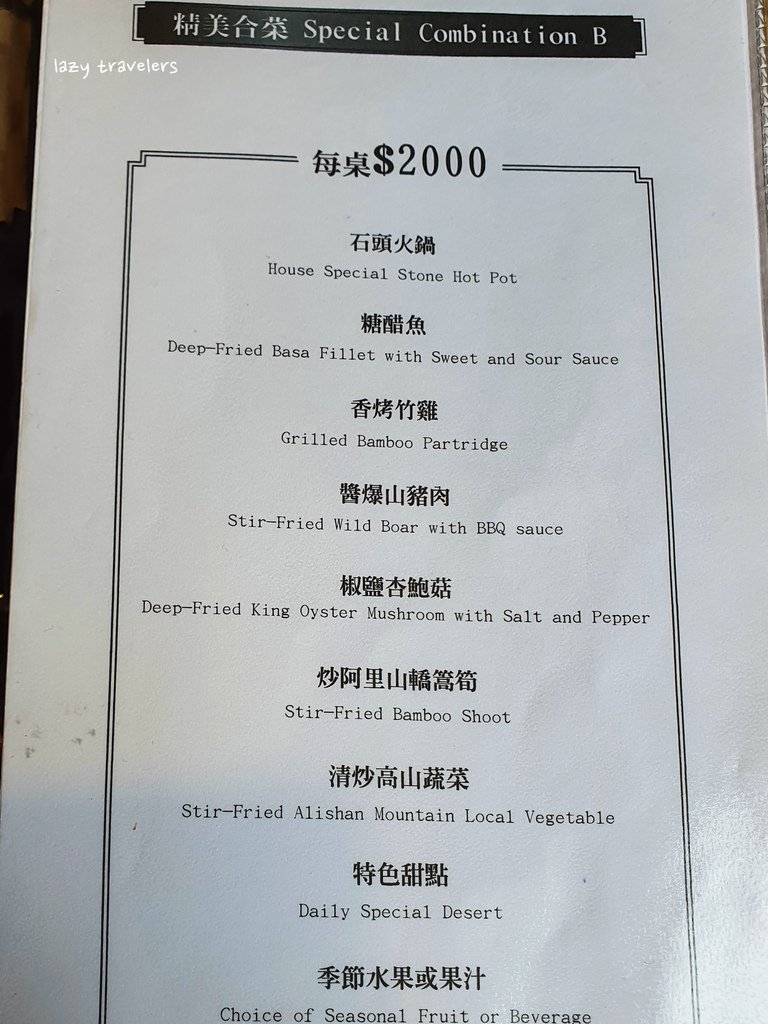 精美合菜 Special Combination B
lazy travelers
每桌$2000
石頭火鍋
House Special Stone Hot Pot
糖醋魚
Deep-Fried Basa Fillet with Sweet and Sour Sauce
香烤竹雞
Grilled Bamboo Partridge
醬爆山豬肉
Stir-Fried Wild Boar with BBQ sauce
椒鹽杏鮑菇
Deep-Fried King Oyster Mushroom with Salt and Pepper
炒阿里山轎篙筍
Stir-Fried Bamboo Shoot
清炒高山蔬菜
Stir-Fried Alishan Mountain Local Vegetable
特色甜點
Daily Special Desert
季節水果或果汁
Choice of Seasonal Fruit or Beverage